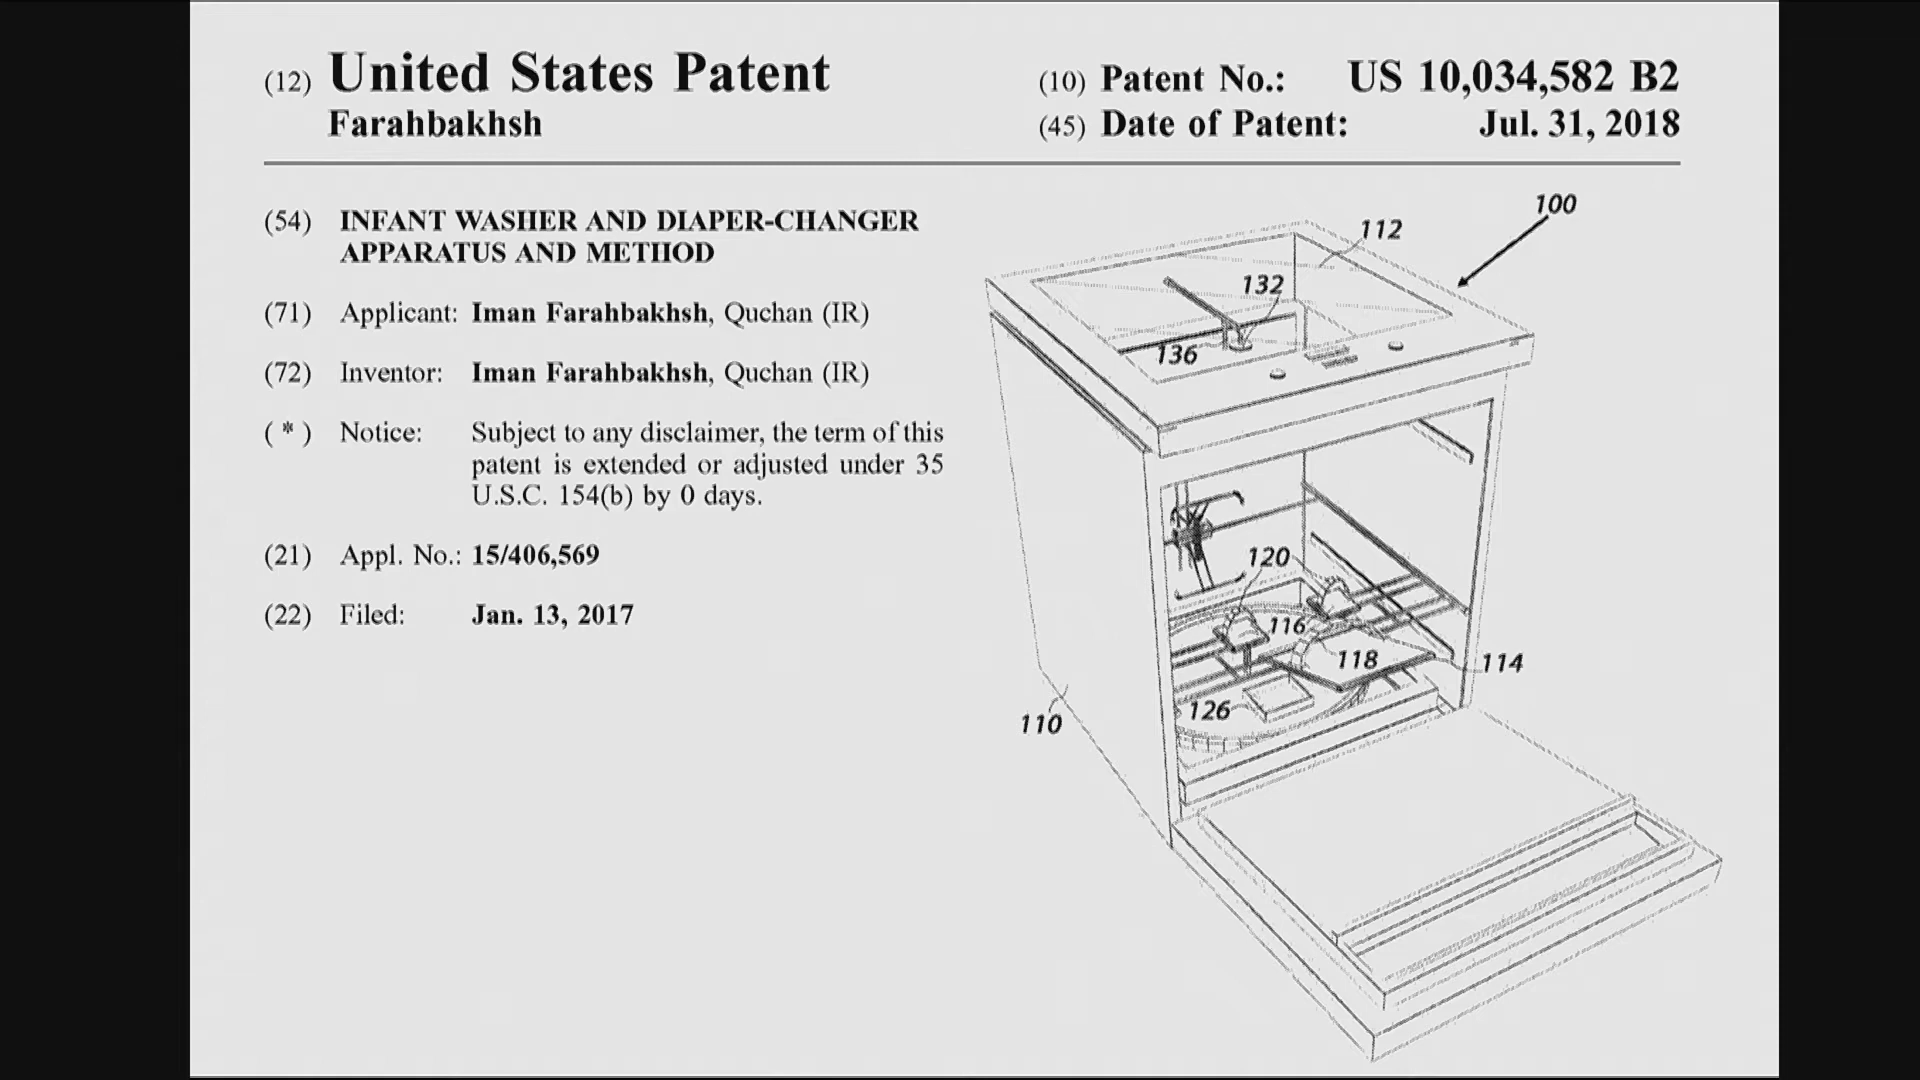 (12) United States Patent
Farahbakhsh
(10) Patent No.: US 10,034,582 B2
(45) Date of Patent: Jul. 31, 2018
(54) INFANT WASHER AND DIAPER-CHANGER
APPARATUS AND METHOD
(71) Applicant: Iman Farahbakhsh, Quchan (IR)
(72) Inventor: Iman Farahbakhsh, Quchan (IR)
( * ) Notice: Subject to any disclaimer, the term of this
patent is extended or adjusted under 35
U.S.C. 154(b) by 0 days.
(21) Appl. No.: 15/406,569
(22) Filed: Jan. 13, 2017
100
112
132
136
120
116
118
114
126
110